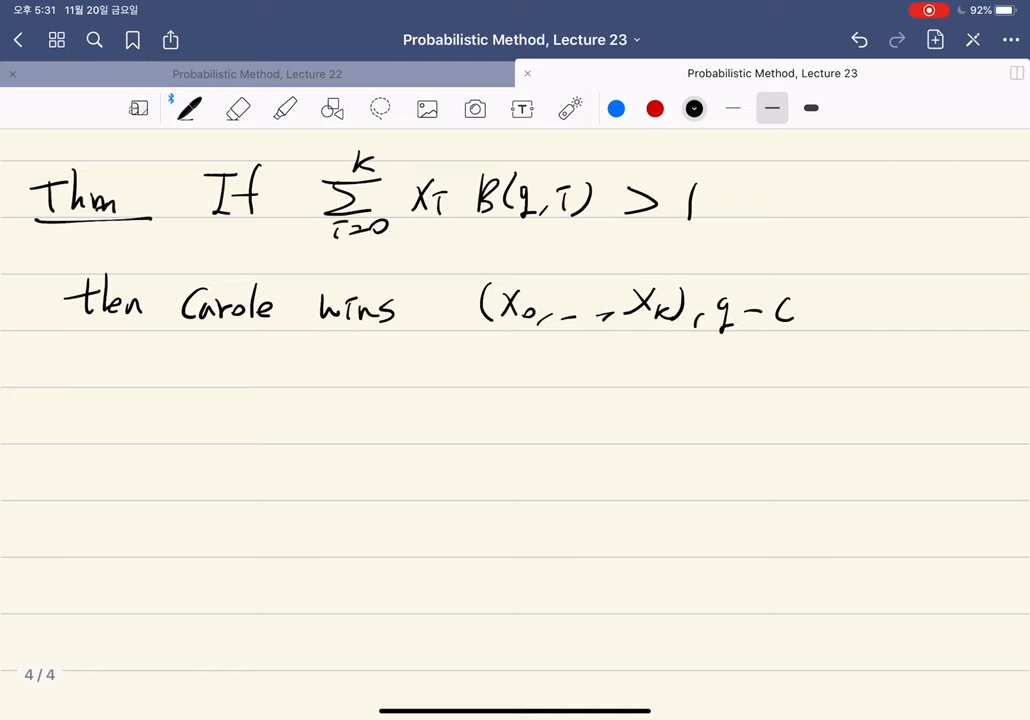 오후 5:31 11월 20일 금요일 92%
Probabilistic Method, Lecture 23
Probabilistic Method, Lecture 22 Probabilistic Method, Lecture 23
Thm If \sum_{i=0}^{k} x_i B(q,i) > 1
then Carole wins (x_0, ..., x_k), q - c
4 / 4